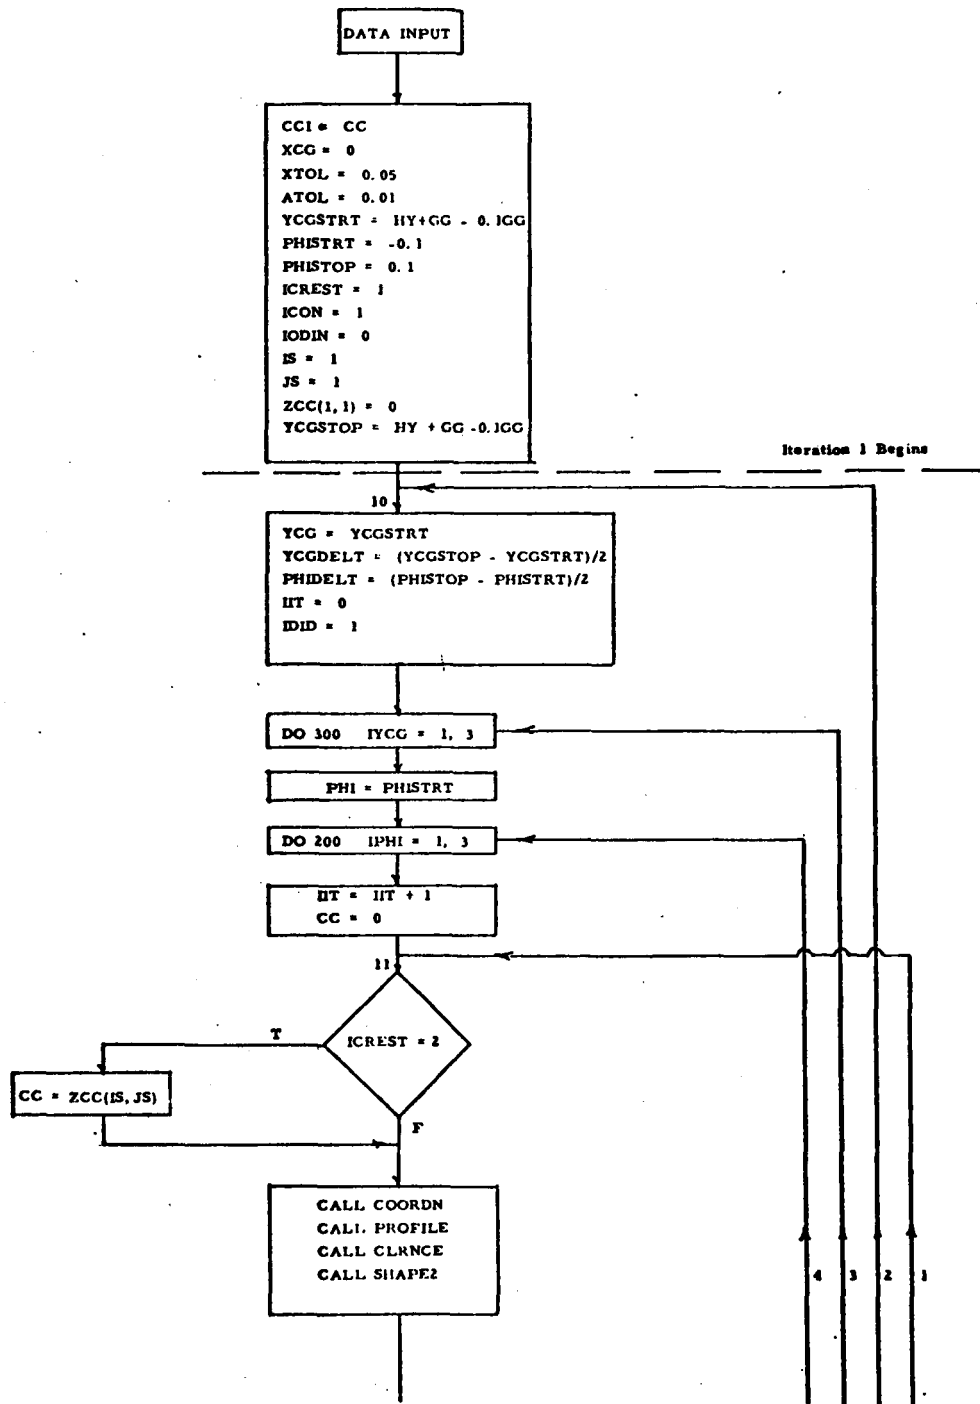 DATA INPUT
CCI = CC
XCG = 0
XTOL = 0.05
ATOL = 0.01
YCGSTRT = HY+GG - 0.1GG
PHISTRT = -0.1
PHISTOP = 0.1
ICREST = 1
ICON = 1
IODIN = 0
IS = 1
JS = 1
ZCC(1,1) = 0
YCGSTOP = HY + GG -0.1GG
Iteration 1 Begins
10
YCG = YCGSTRT
YCGDELT = (YCGSTOP - YCGSTRT)/2
PHIDELT = (PHISTOP - PHISTRT)/2
IIT = 0
IDID = 1
DO 300 IYCG = 1, 3
PHI = PHISTRT
DO 200 IPHI = 1, 3
IIT = IIT + 1
CC = 0
11
ICREST = 2
T
CC = ZCC(IS, JS)
F
CALL COORDN
CALL PROFILE
CALL CLRNCE
CALL SHAPE2
4 3 2 1